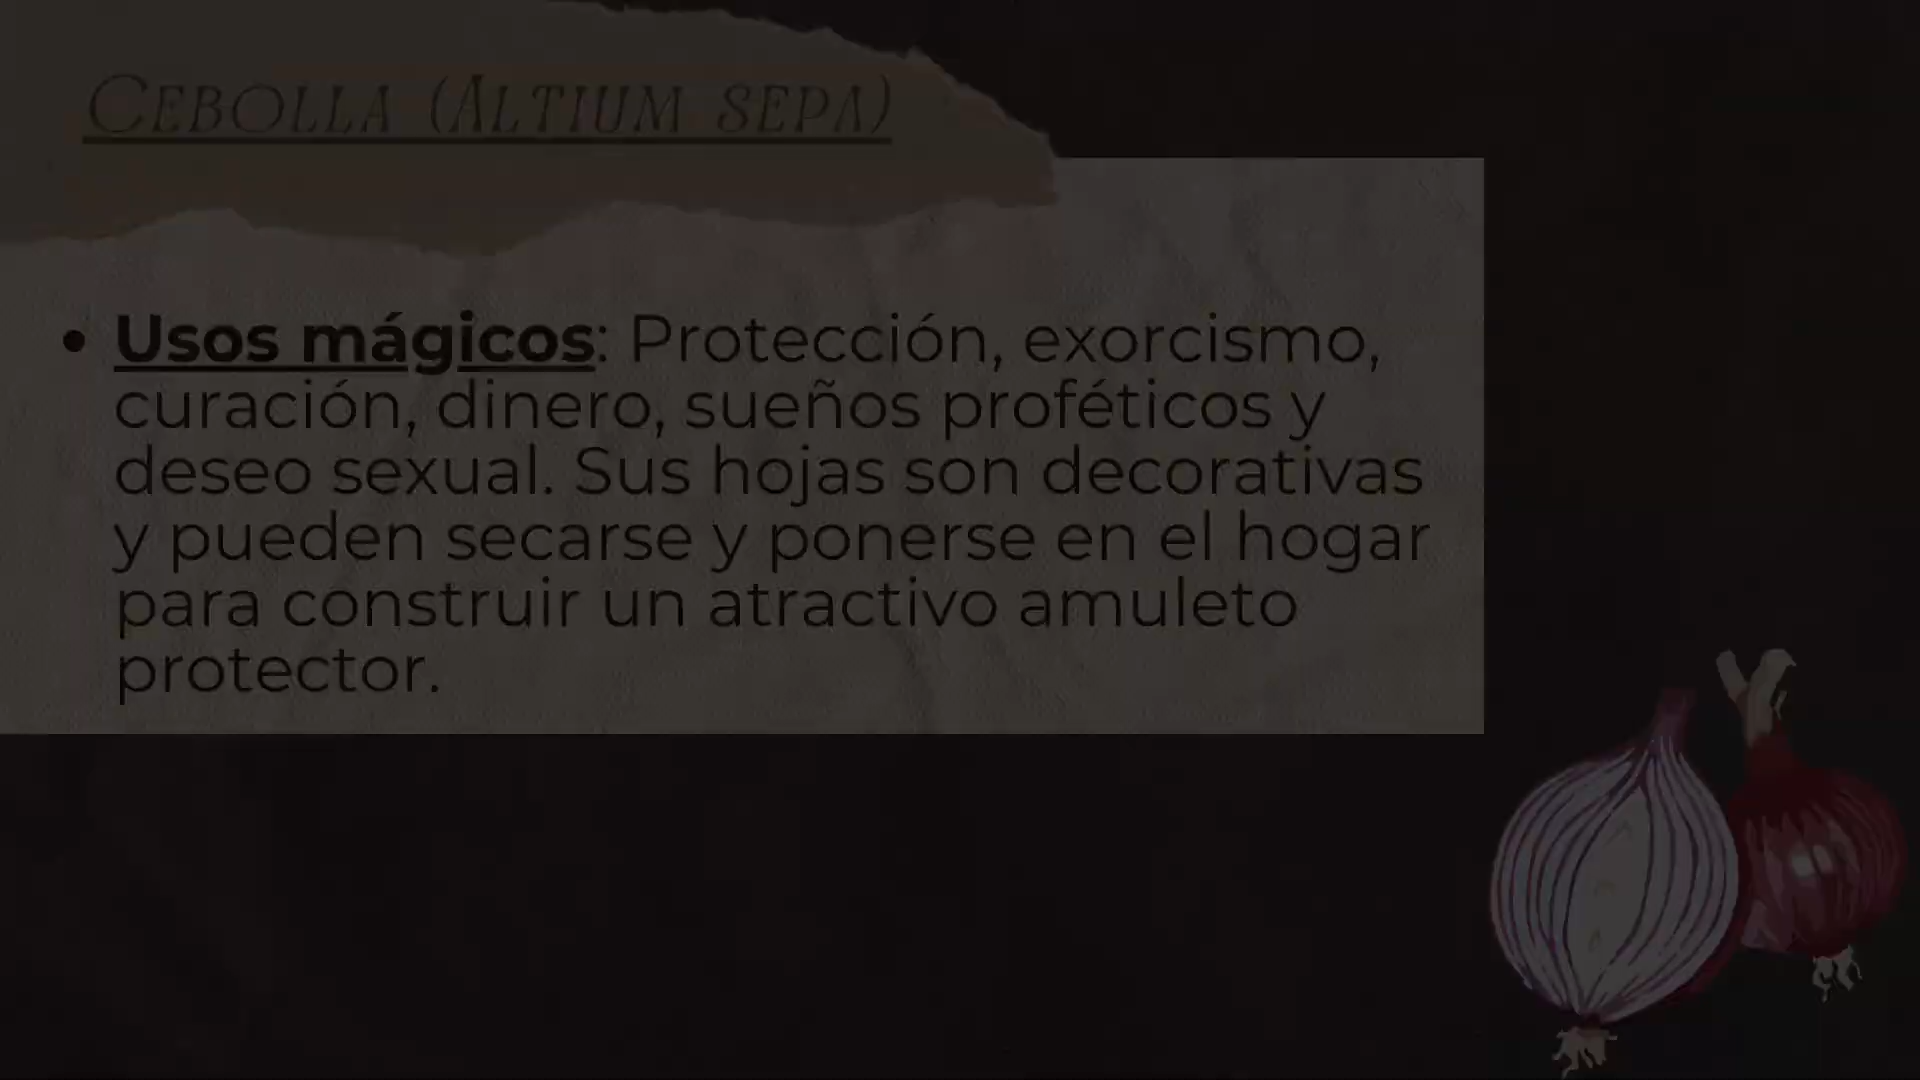 Cebolla (Altium sepa)
• Usos mágicos: Protección, exorcismo,
curación, dinero, sueños proféticos y
deseo sexual. Sus hojas son decorativas
y pueden secarse y ponerse en el hogar
para construir un atractivo amuleto
protector.